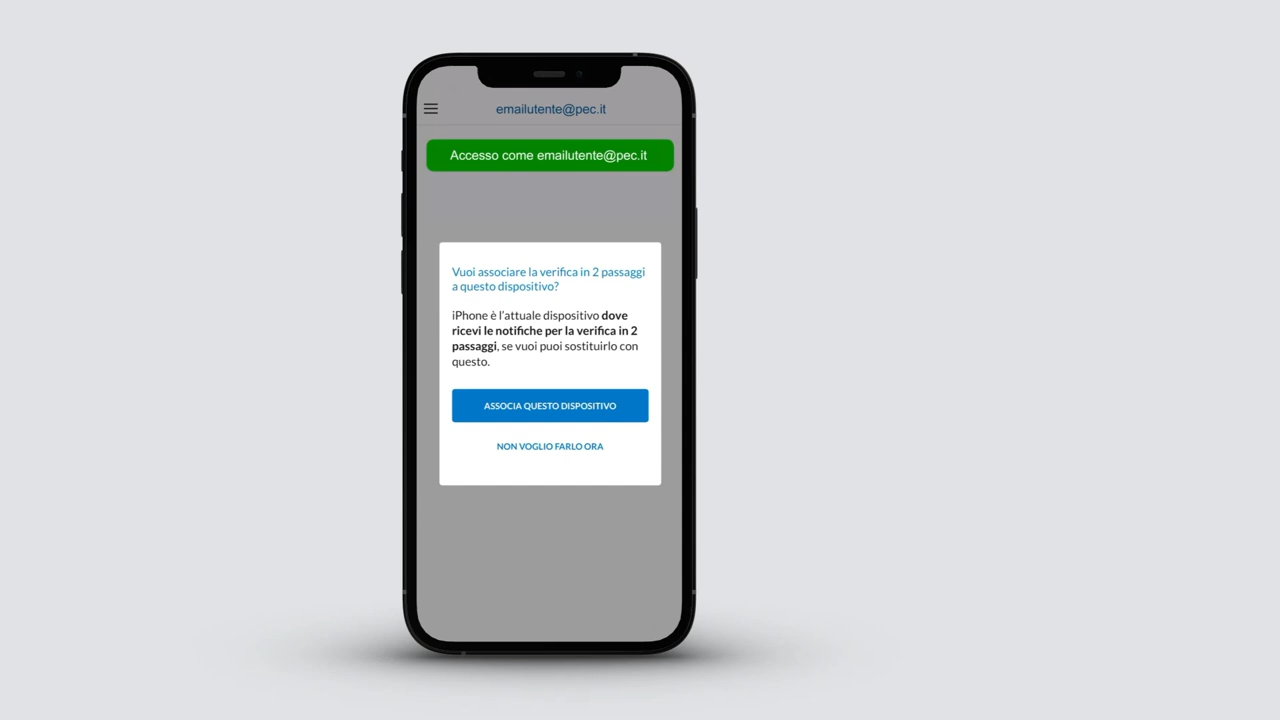 emailutente@pec.it
Accesso come emailutente@pec.it
Vuoi associare la verifica in 2 passaggi
a questo dispositivo?
iPhone è l'attuale dispositivo dove
ricevi le notifiche per la verifica in 2
passaggi, se vuoi puoi sostituirlo con
questo.
ASSOCIA QUESTO DISPOSITIVO
NON VOGLIO FARLO ORA